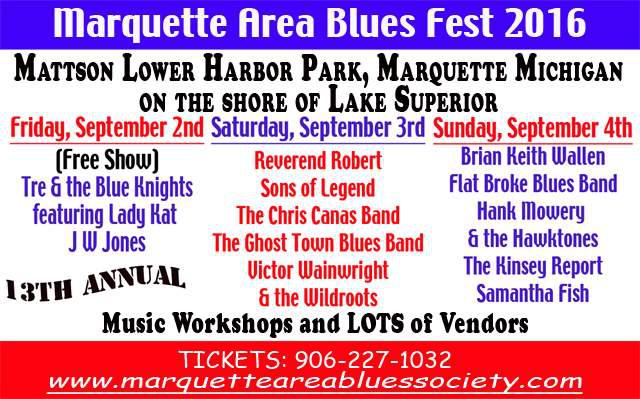 Marquette Area Blues Fest 2016
Mattson Lower Harbor Park, Marquette Michigan
on the shore of Lake Superior
Friday, September 2nd
(Free Show)
Tre & the Blue Knights
featuring Lady Kat
J W Jones
13TH ANNUAL
Saturday, September 3rd
Reverend Robert
Sons of Legend
The Chris Canas Band
The Ghost Town Blues Band
Victor Wainwright
& the Wildroots
Sunday, September 4th
Brian Keith Wallen
Flat Broke Blues Band
Hank Mowery
& the Hawktones
The Kinsey Report
Samantha Fish
Music Workshops and LOTS of Vendors
TICKETS: 906-227-1032
www.marquetteareabluessociety.com